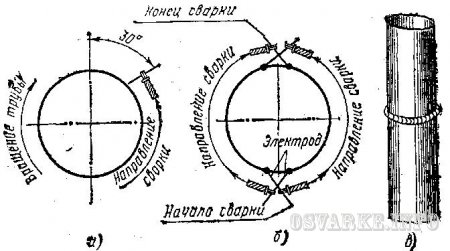 Конец сварки
30°
Вращение трубы
Направление
сварки
Направление сварки
Направление
сварки
Электрод
Начало сварки
а)
б)
в)
OSVARKE.INFO